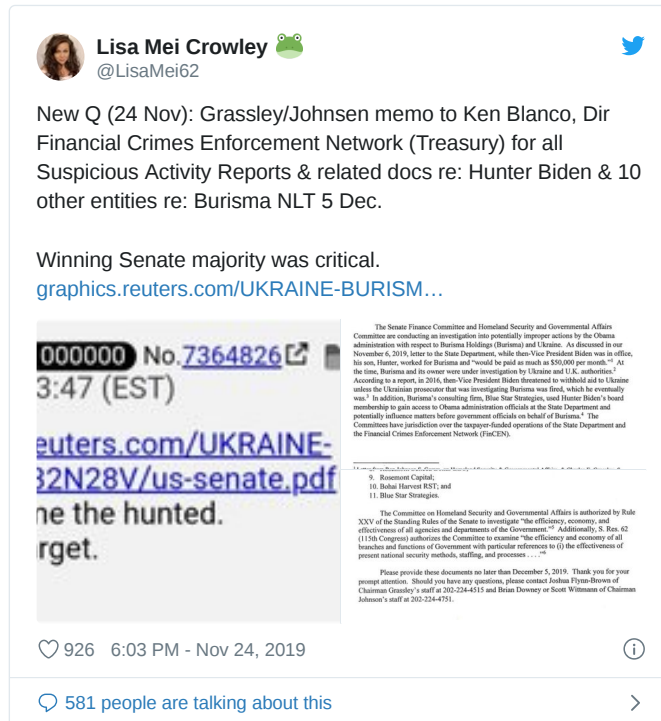 Lisa Mei Crowley 🐸
@LisaMei62
New Q (24 Nov): Grassley/Johnsen memo to Ken Blanco, Dir
Financial Crimes Enforcement Network (Treasury) for all
Suspicious Activity Reports & related docs re: Hunter Biden & 10
other entities re: Burisma NLT 5 Dec.
Winning Senate majority was critical.
graphics.reuters.com/UKRAINE-BURISM…
000000 No.7364826
3:47 (EST)
euters.com/UKRAINE-
32N28V/us-senate.pdf
ne the hunted.
rget.
The Senate Finance Committee and Homeland Security and Governmental Affairs
Committee are conducting an investigation into potentially improper actions by the Obama
administration with respect to Burisma Holdings (Burisma) and Ukraine. As discussed in our
November 6, 2019, letter to the State Department, while then-Vice President Biden was in office,
his son, Hunter, worked for Burisma and "would be paid as much as $50,000 per month."1 At
the time, Burisma and its owner were under investigation by Ukraine and U.K. authorities.2
According to a report, in 2016, then-Vice President Biden threatened to withhold aid to Ukraine
unless the Ukrainian prosecutor that was investigating Burisma was fired, which he eventually
was.3 In addition, Burisma's consulting firm, Blue Star Strategies, used Hunter Biden's board
membership to gain access to Obama administration officials at the State Department and
potentially influence matters before government officials on behalf of Burisma.4 The
Committees have jurisdiction over the taxpayer-funded operations of the State Department and
the Financial Crimes Enforcement Network (FinCEN).
9. Rosemont Capital;
10. Bohai Harvest RST; and
11. Blue Star Strategies.
The Committee on Homeland Security and Governmental Affairs is authorized by Rule
XXV of the Standing Rules of the Senate to investigate "the efficiency, economy, and
effectiveness of all agencies and departments of the Government."5 Additionally, S. Res. 62
(115th Congress) authorizes the Committee to examine "the efficiency and economy of all
branches and functions of Government with particular references to (i) the effectiveness of
present national security methods, staffing, and processes . . . ."6
Please provide these documents no later than December 5, 2019. Thank you for your
prompt attention. Should you have any questions, please contact Joshua Flynn-Brown of
Chairman Grassley's staff at 202-224-4515 and Brian Downey or Scott Wittmann of Chairman
Johnson's staff at 202-224-4751.
926 6:03 PM - Nov 24, 2019
581 people are talking about this